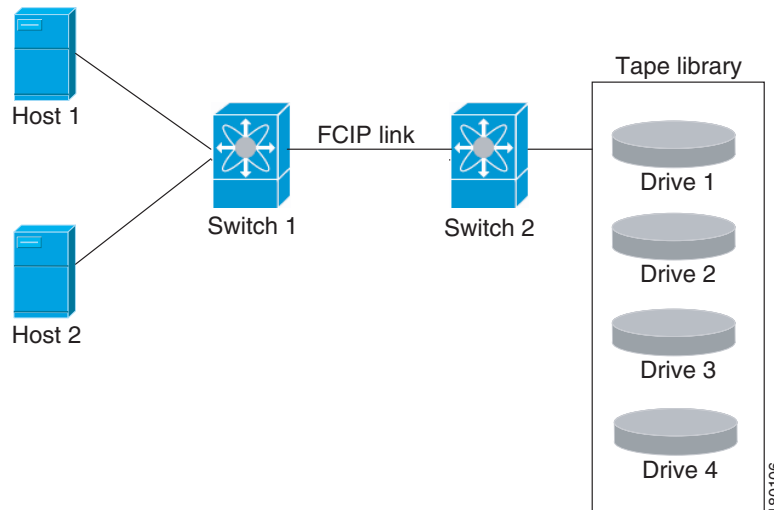 Tape library
Host 1
FCIP link
Drive 1
Switch 1
Switch 2
Drive 2
Host 2
Drive 3
Drive 4
180106